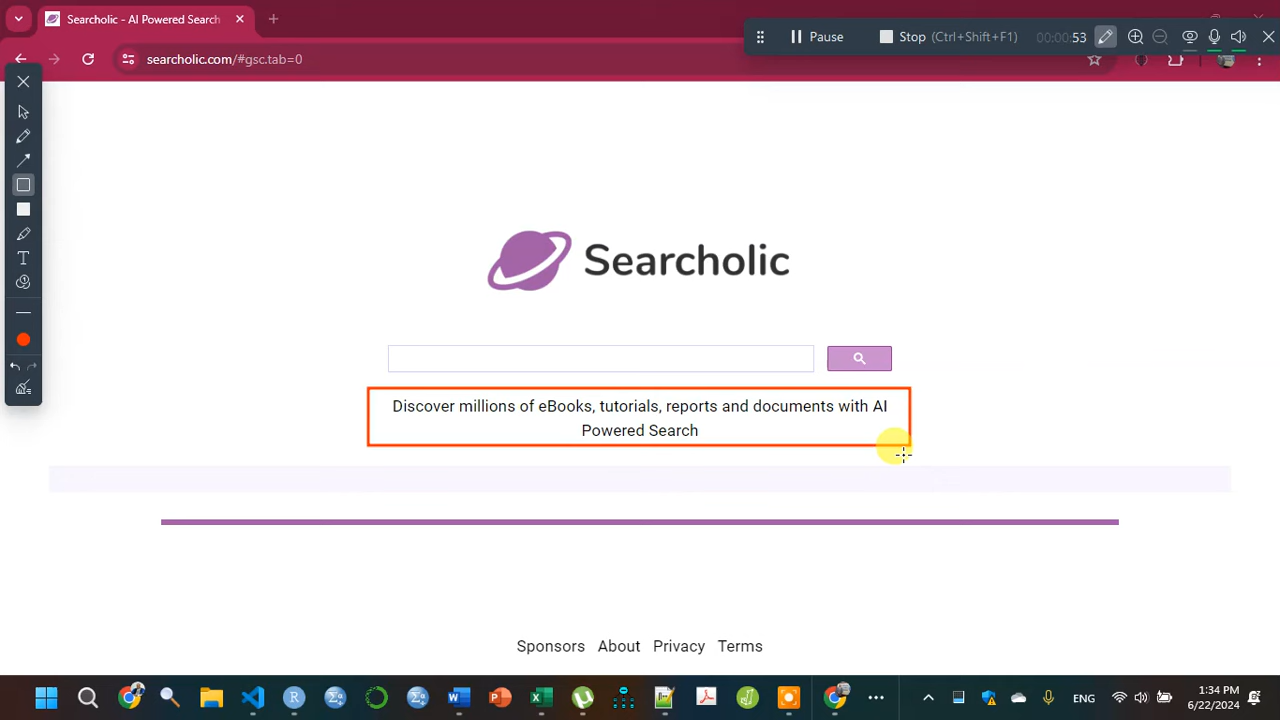 Searcholic - AI Powered Search
Pause
Stop (Ctrl+Shift+F1)
00:00:53
searcholic.com/#gsc.tab=0
T
Searcholic
Discover millions of eBooks, tutorials, reports and documents with AI
Powered Search
Sponsors About Privacy Terms
ENG
1:34 PM
6/22/2024